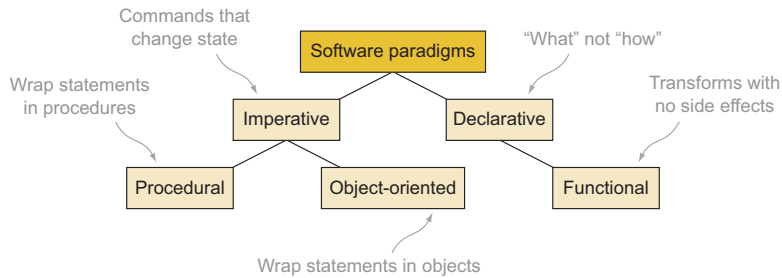 Commands that
change state
Software paradigms
“What” not “how”
Wrap statements
in procedures
Transforms with
no side effects
Imperative
Declarative
Procedural
Object-oriented
Functional
Wrap statements in objects